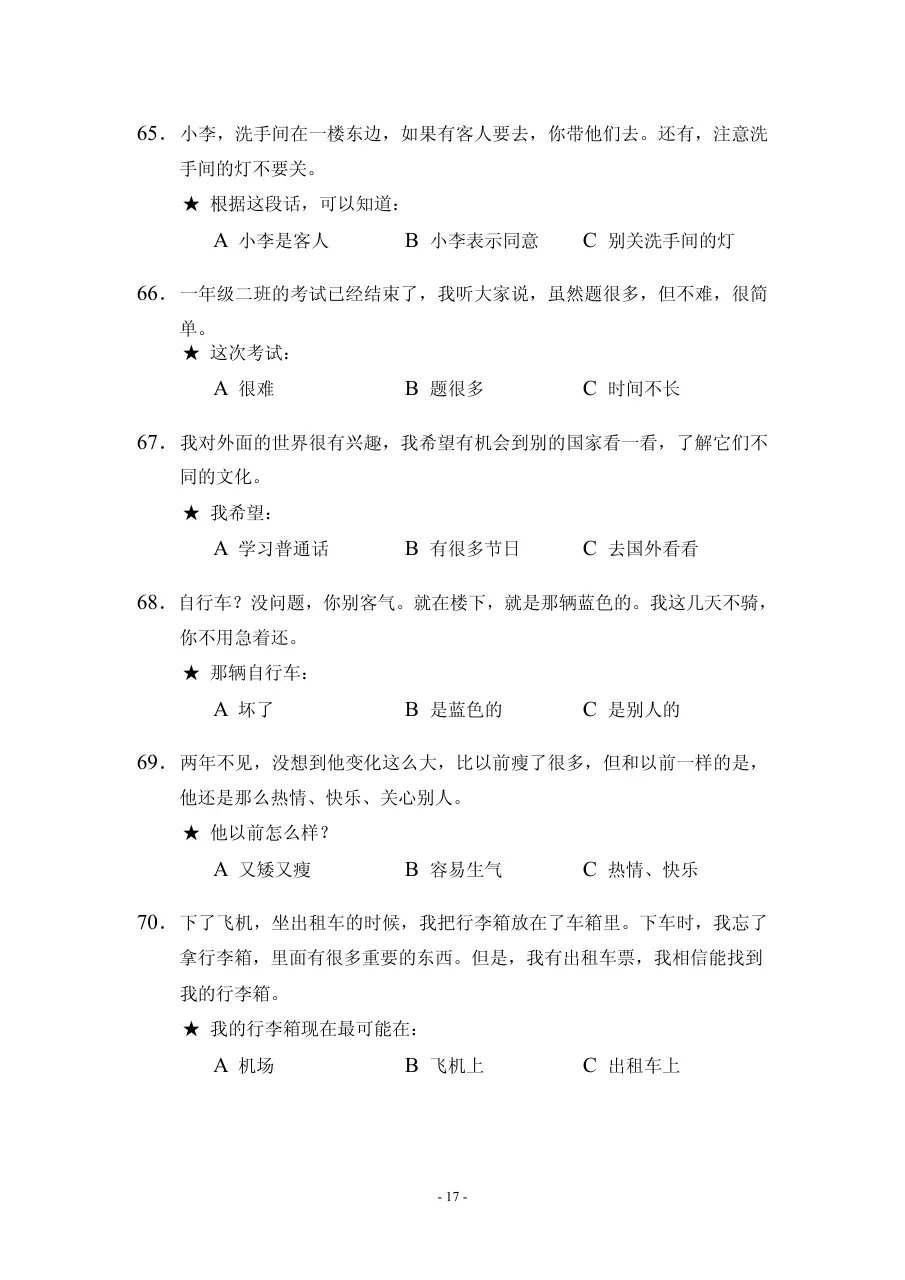 65. 小李，洗手间在一楼东边，如果有客人要去，你带他们去。还有，注意洗
手间的灯不要关。
★ 根据这段话，可以知道：
A 小李是客人 B 小李表示同意 C 别关洗手间的灯
66. 一年级二班的考试已经结束了，我听大家说，虽然题很多，但不难，很简
单。
★ 这次考试：
A 很难 B 题很多 C 时间不长
67. 我对外面的世界很有兴趣，我希望有机会到别的国家看一看，了解它们不
同的文化。
★ 我希望：
A 学习普通话 B 有很多节日 C 去国外看看
68. 自行车？没问题，你别客气。就在楼下，就是那辆蓝色的。我这几天不骑，
你不用急着还。
★ 那辆自行车：
A 坏了 B 是蓝色的 C 是别人的
69. 两年不见，没想到他变化这么大，比以前瘦了很多，但和以前一样的是，
他还是那么热情、快乐、关心别人。
★ 他以前怎么样？
A 又矮又瘦 B 容易生气 C 热情、快乐
70. 下了飞机，坐出租车的时候，我把行李箱放在了车箱里。下车时，我忘了
拿行李箱，里面有很多重要的东西。但是，我有出租车票，我相信能找到
我的行李箱。
★ 我的行李箱现在最可能在：
A 机场 B 飞机上 C 出租车上
- 17 -